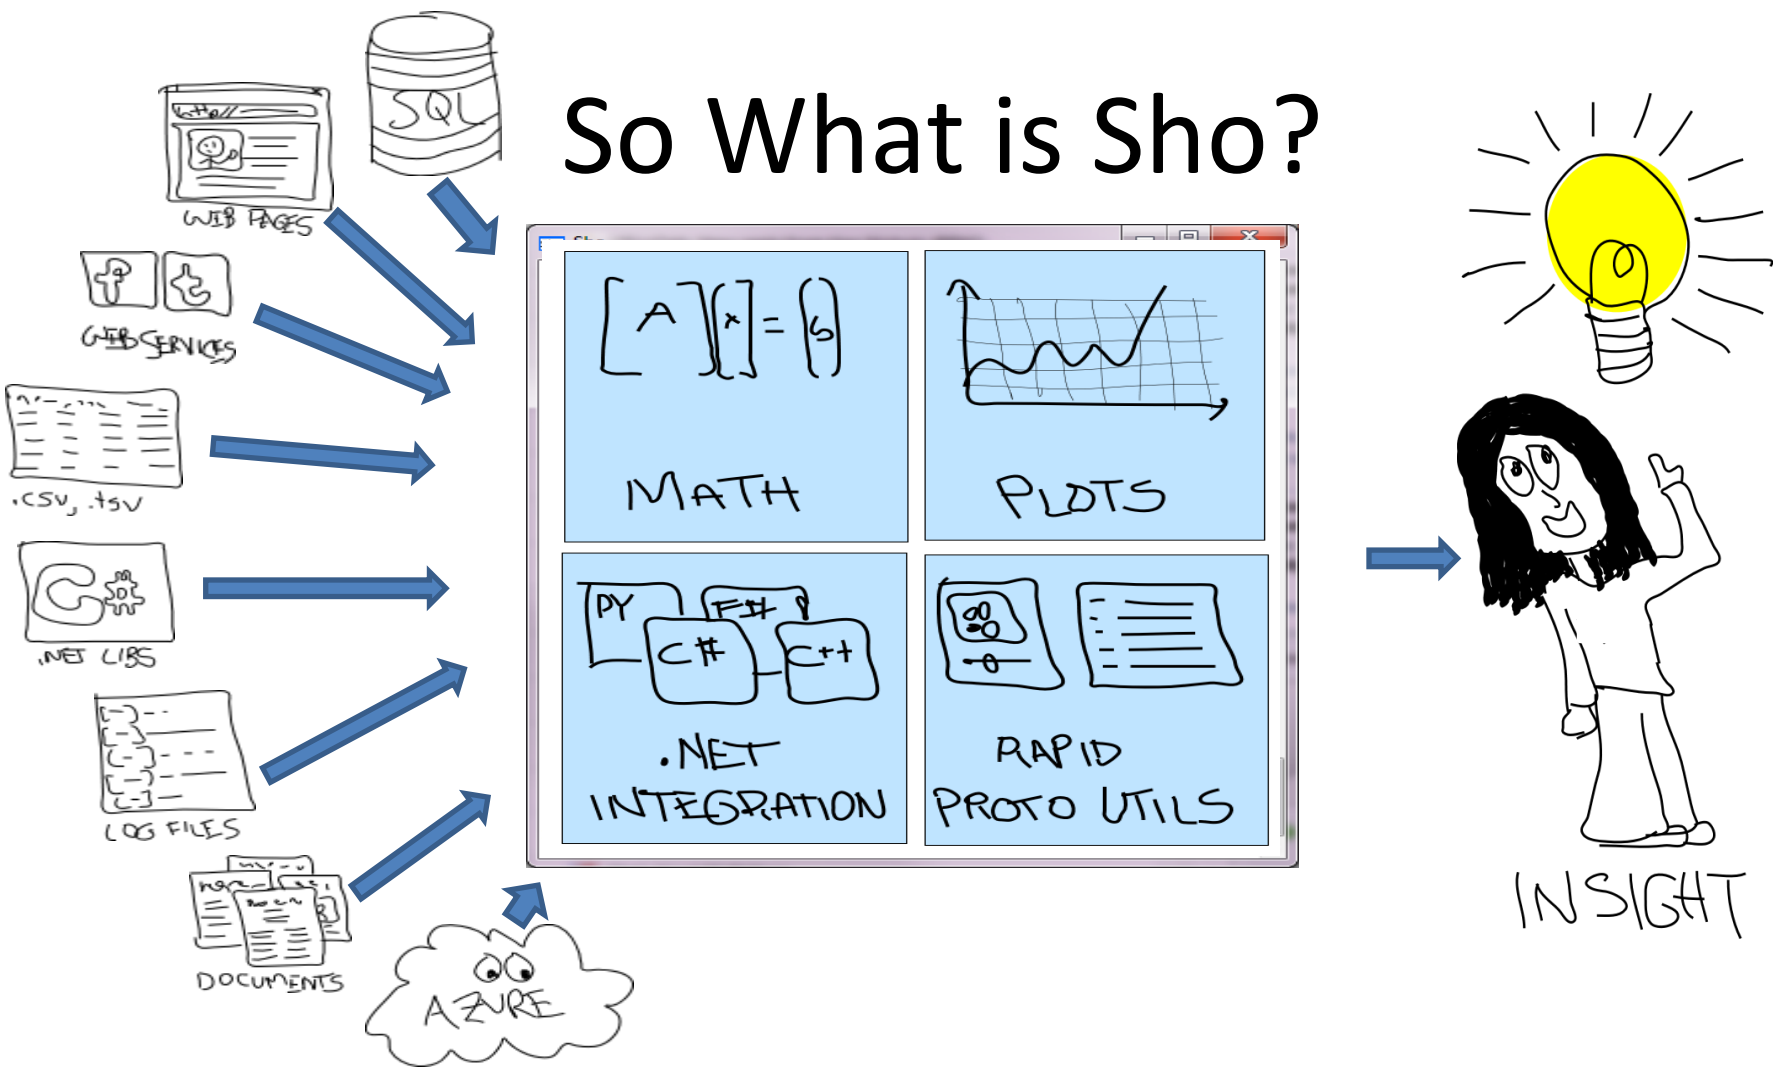 So What is Sho?
SQL
http//
WEB PAGES
f t
WEB SERVICES
.CSV, .tSV
C#
.NET LIBS
LOG FILES
DOCUMENTS
AZURE
[A][x]=(b)
MATH
PLOTS
PY
F#
C#
C++
.NET
INTEGRATION
RAPID
PROTO UTILS
INSIGHT